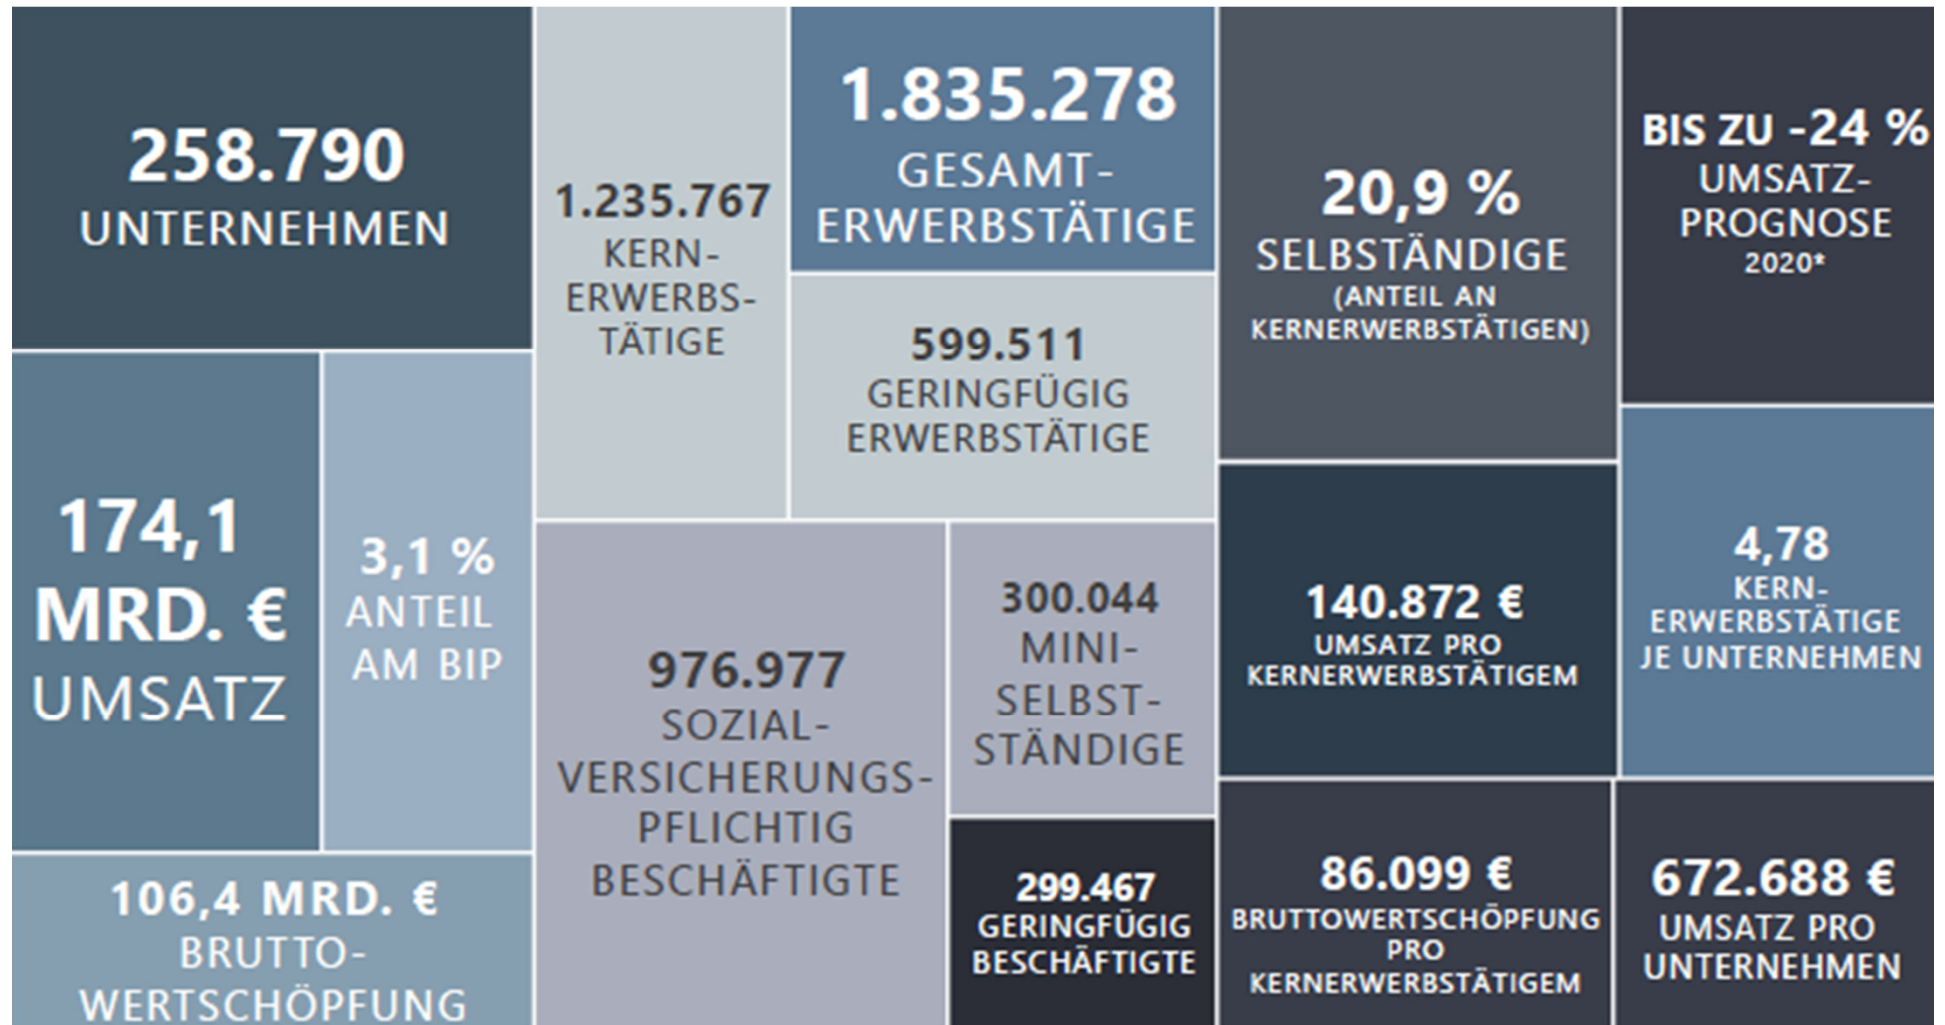 258.790
UNTERNEHMEN
174,1
MRD. €
UMSATZ
3,1 %
ANTEIL
AM BIP
106,4 MRD. €
BRUTTO-
WERTSCHÖPFUNG
1.235.767
KERN-
ERWERBS-
TÄTIGE
1.835.278
GESAMT-
ERWERBSTÄTIGE
599.511
GERINGFÜGIG
ERWERBSTÄTIGE
976.977
SOZIAL-
VERSICHERUNGS-
PFLICHTIG
BESCHÄFTIGTE
300.044
MINI-
SELBST-
STÄNDIGE
299.467
GERINGFÜGIG
BESCHÄFTIGTE
20,9 %
SELBSTÄNDIGE
(ANTEIL AN
KERNERWERBSTÄTIGEN)
140.872 €
UMSATZ PRO
KERNERWERBSTÄTIGEM
86.099 €
BRUTTOWERTSCHÖPFUNG
PRO
KERNERWERBSTÄTIGEM
BIS ZU -24 %
UMSATZ-
PROGNOSE
2020*
4,78
KERN-
ERWERBSTÄTIGE
JE UNTERNEHMEN
672.688 €
UMSATZ PRO
UNTERNEHMEN